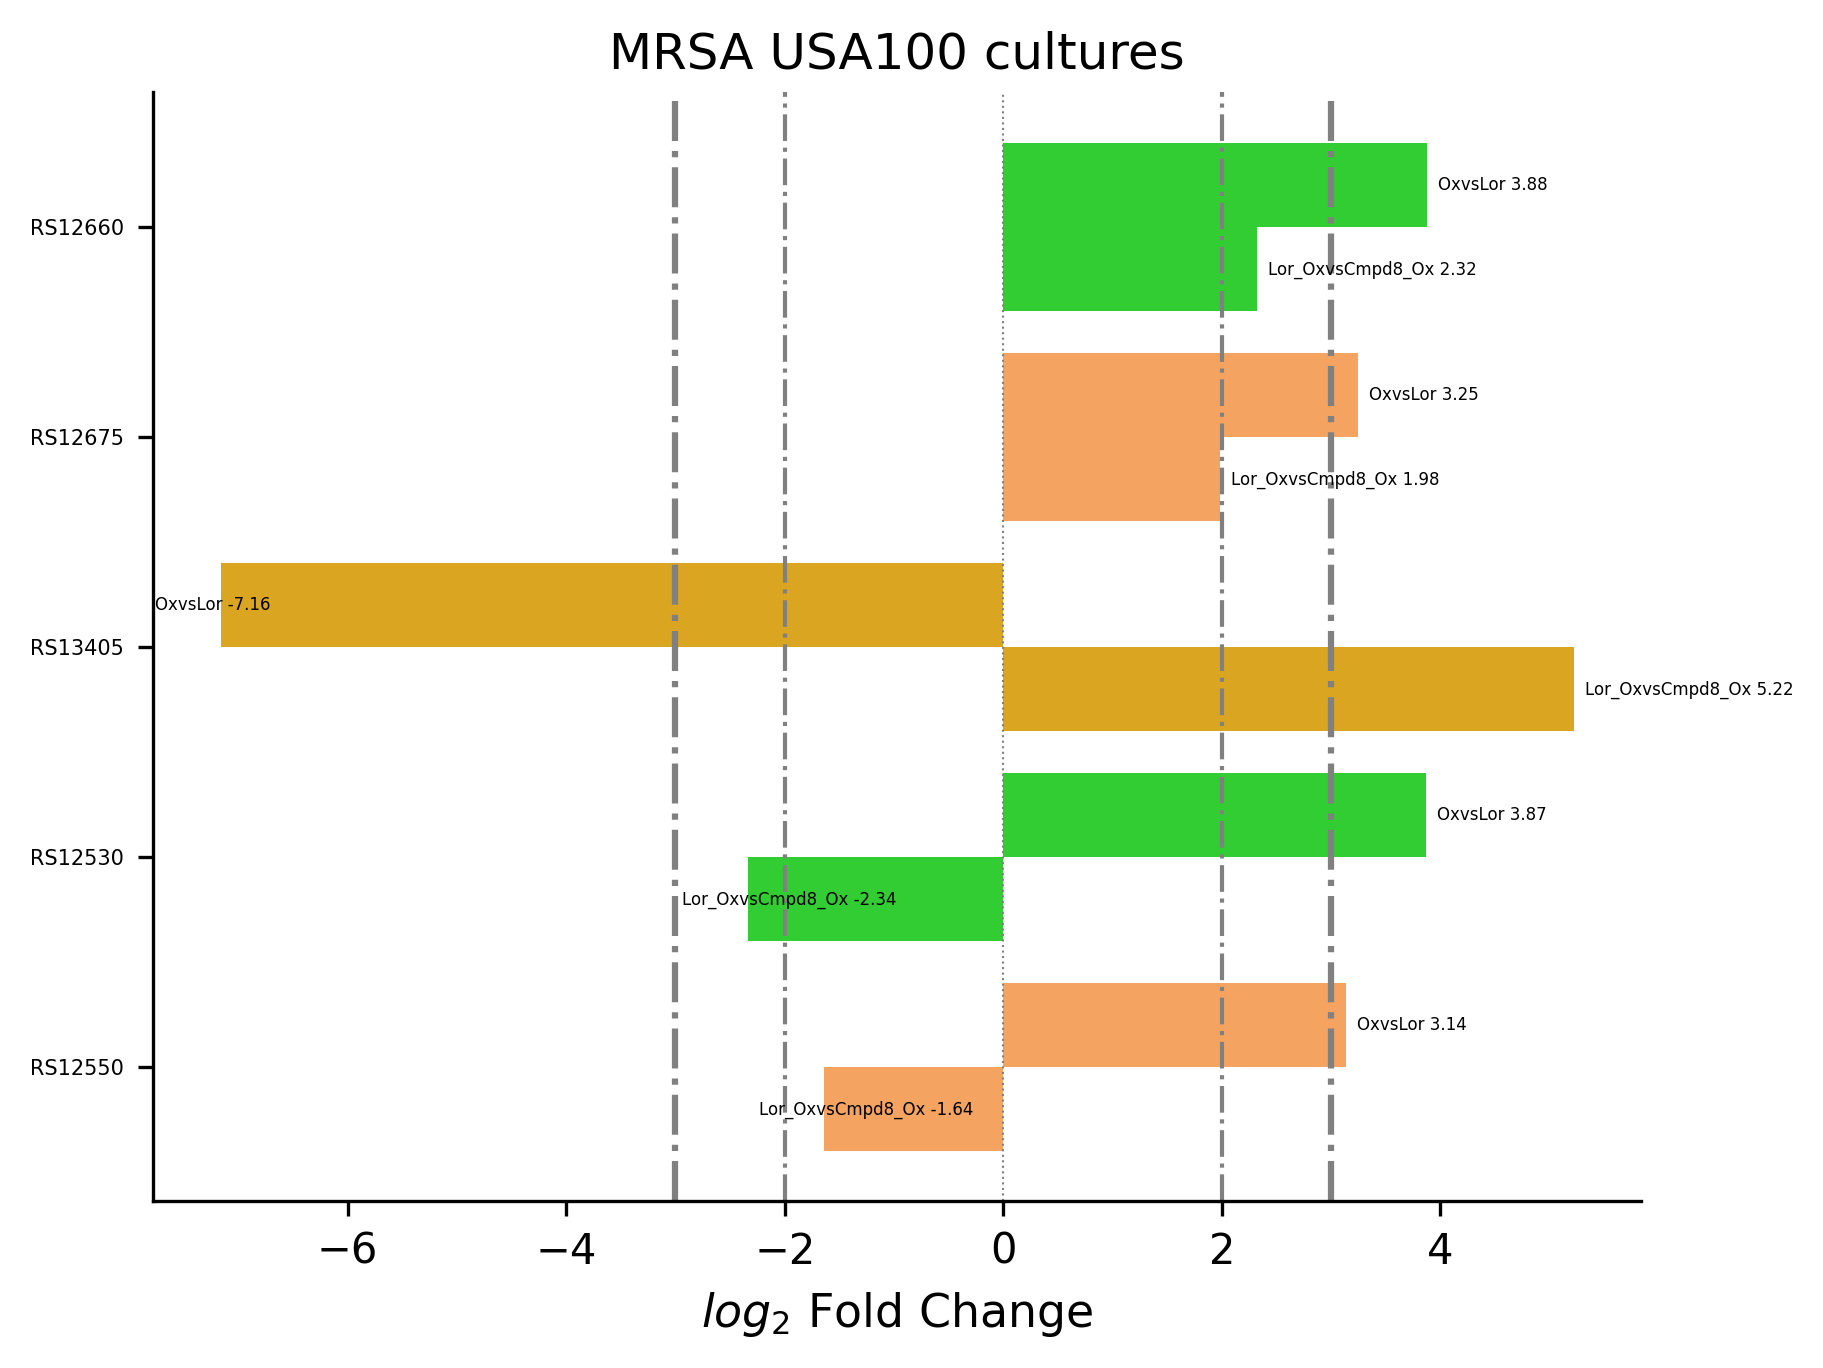 MRSA USA100 cultures
OxvsLor 3.88
RS12660
Lor_OxvsCmpd8_Ox 2.32
OxvsLor 3.25
RS12675
Lor_OxvsCmpd8_Ox 1.98
OxvsLor -7.16
RS13405
Lor_OxvsCmpd8_Ox 5.22
OxvsLor 3.87
RS12530
Lor_OxvsCmpd8_Ox -2.34
OxvsLor 3.14
RS12550
Lor_OxvsCmpd8_Ox -1.64
−6 −4 −2 0 2 4
log₂ Fold Change